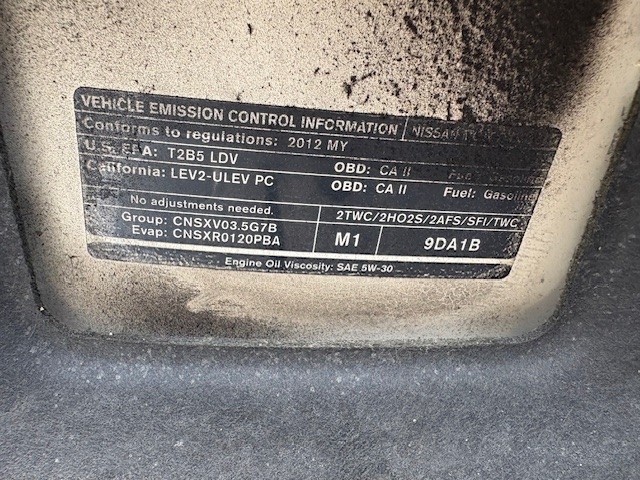 VEHICLE EMISSION CONTROL INFORMATION NISSAN
Conforms to regulations: 2012 MY
U.S. EPA: T2B5 LDV OBD: CA II
California: LEV2-ULEV PC OBD: CA II Fuel: Gasoline
No adjustments needed. 2TWC/2HO2S/2AFS/SFI/TWC
Group: CNSXV03.5G7B
Evap: CNSXR0120PBA M1 9DA1B
Engine Oil Viscosity: SAE 5W-30